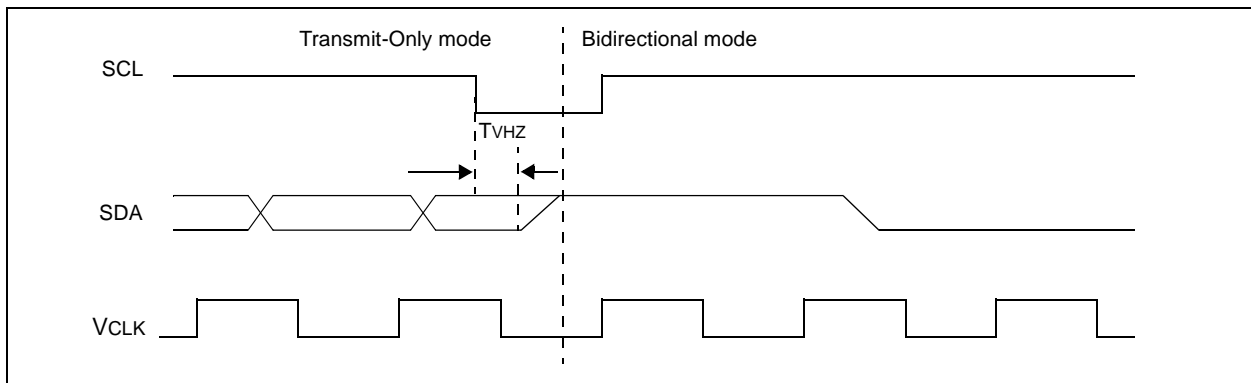 Transmit-Only mode
Bidirectional mode
SCL
TVHZ
SDA
VCLK